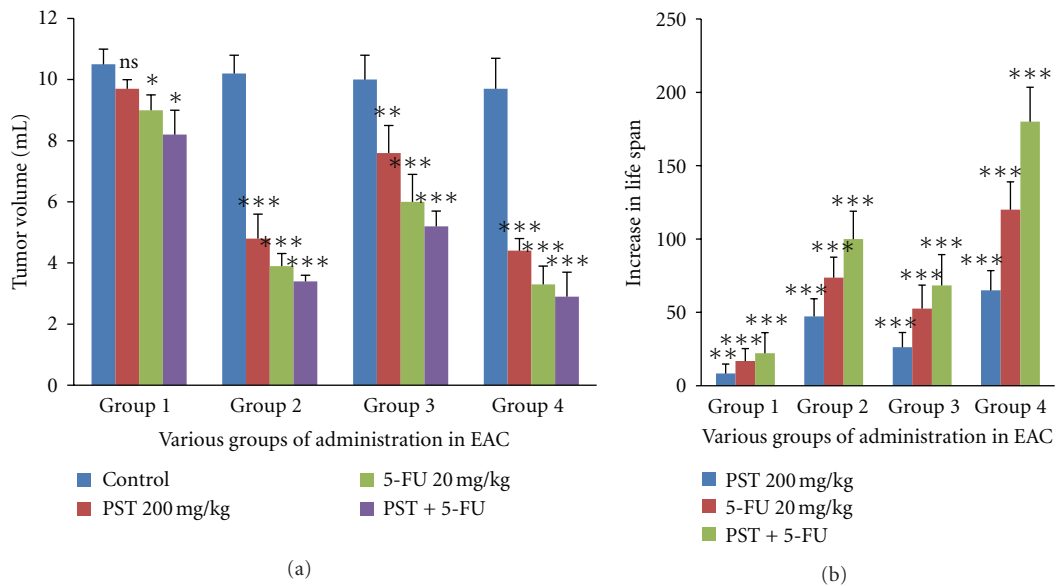 12
10
8
6
4
2
0
Tumor volume (mL)
ns
*
*
***
***
***
**
***
***
***
***
***
Group 1 Group 2 Group 3 Group 4
Various groups of administration in EAC
Control
PST 200 mg/kg
5-FU 20 mg/kg
PST + 5-FU
(a)
250
200
150
100
50
0
Increase in life span
**
***
***
***
***
***
***
***
***
***
***
***
Group 1 Group 2 Group 3 Group 4
Various groups of administration in EAC
PST 200 mg/kg
5-FU 20 mg/kg
PST + 5-FU
(b)